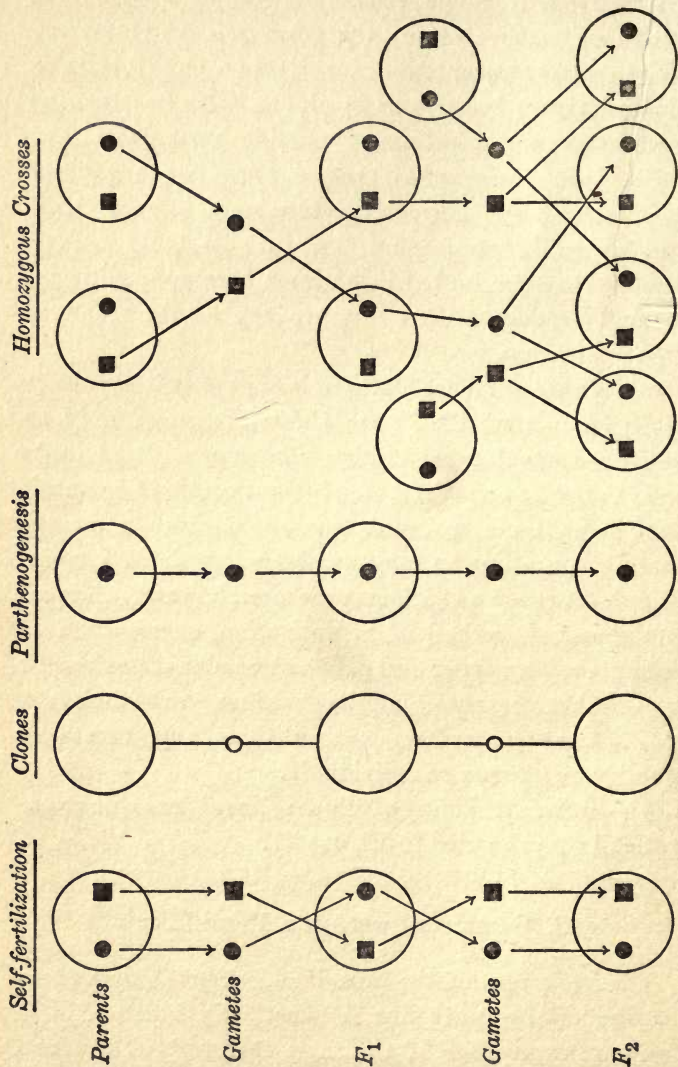 Self-fertilization
Clones
Parthenogenesis
Homozygous Crosses
Parents
Gametes
F₁
Gametes
F₂